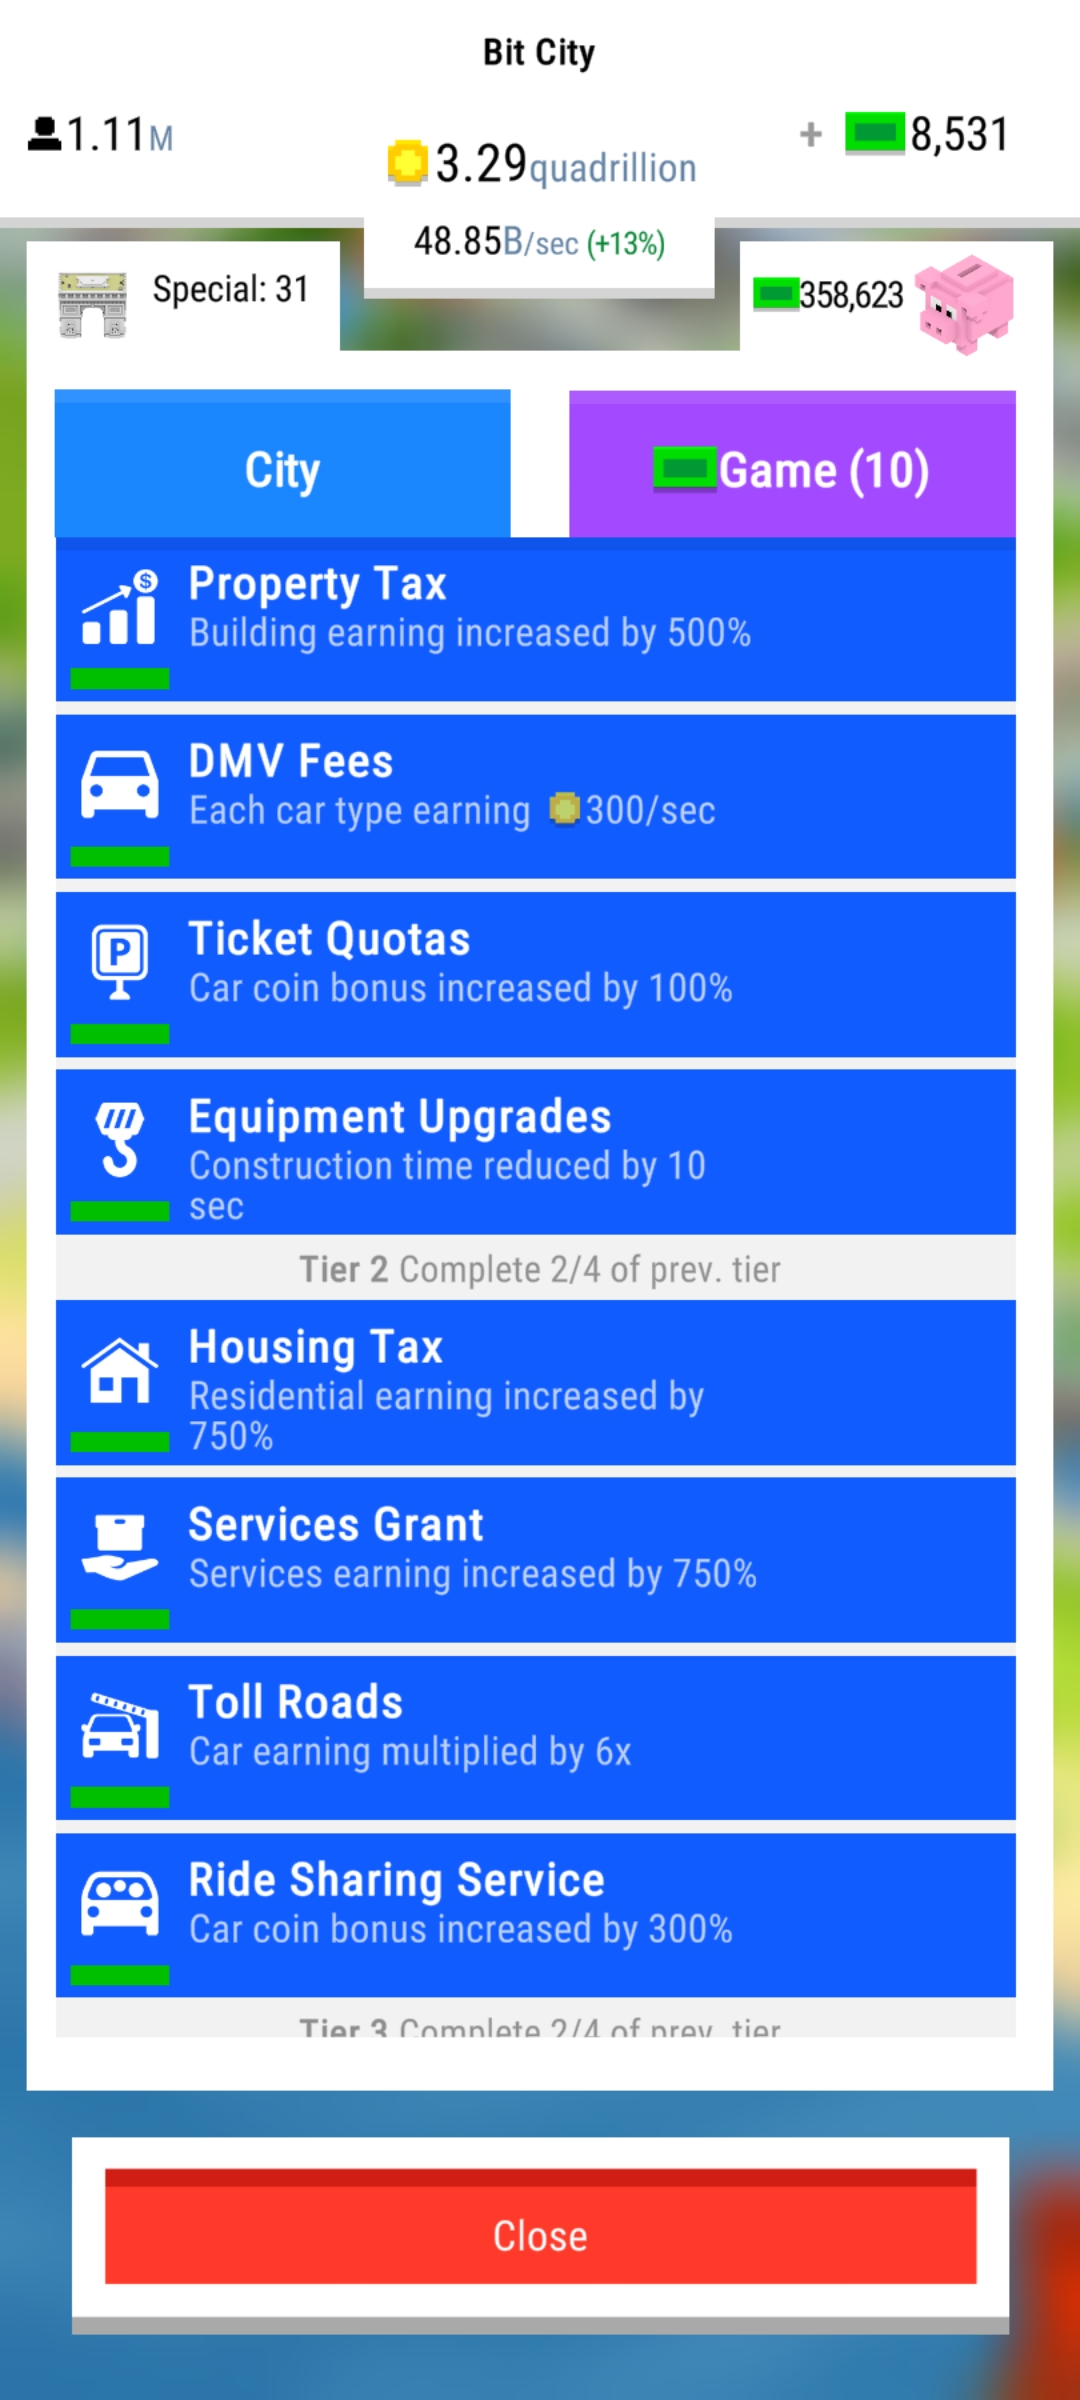 Bit City
1.11M
3.29quadrillion
+ 8,531
48.85B/sec (+13%)
Special: 31
358,623
City
Game (10)
Property Tax
Building earning increased by 500%
DMV Fees
Each car type earning 300/sec
P
Ticket Quotas
Car coin bonus increased by 100%
Equipment Upgrades
Construction time reduced by 10
sec
Tier 2 Complete 2/4 of prev. tier
Housing Tax
Residential earning increased by
750%
Services Grant
Services earning increased by 750%
Toll Roads
Car earning multiplied by 6x
Ride Sharing Service
Car coin bonus increased by 300%
Tier 3 Complete 2/4 of prev. tier
Close